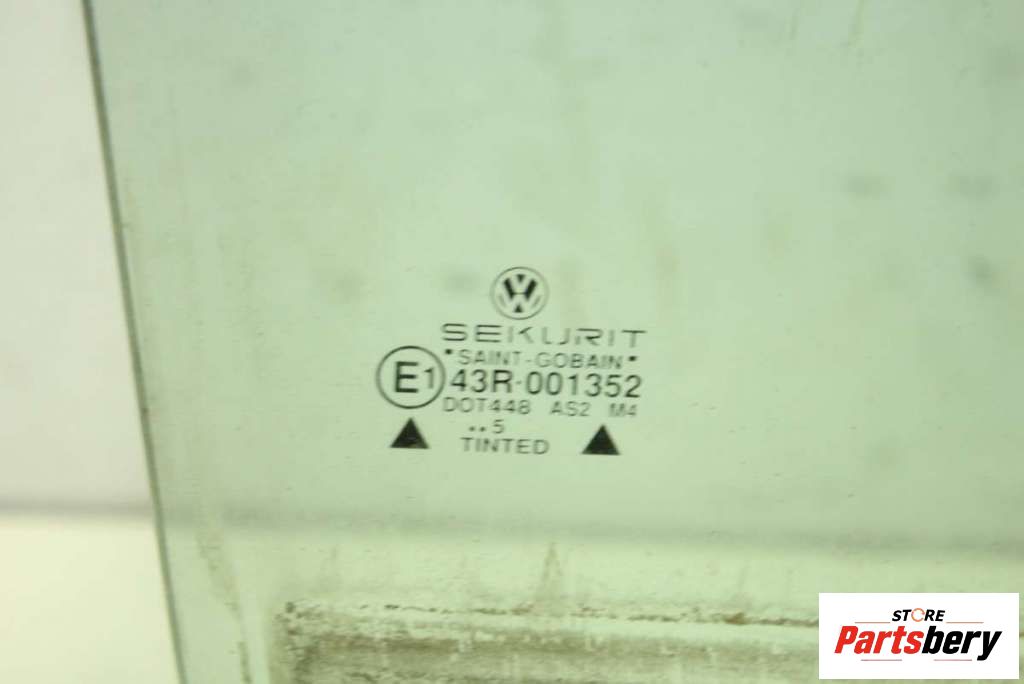 SEKURIT
SAINT-GOBAIN
E1 43R-001352
DOT448 AS2 M4
..5
TINTED
STORE
Partsbery